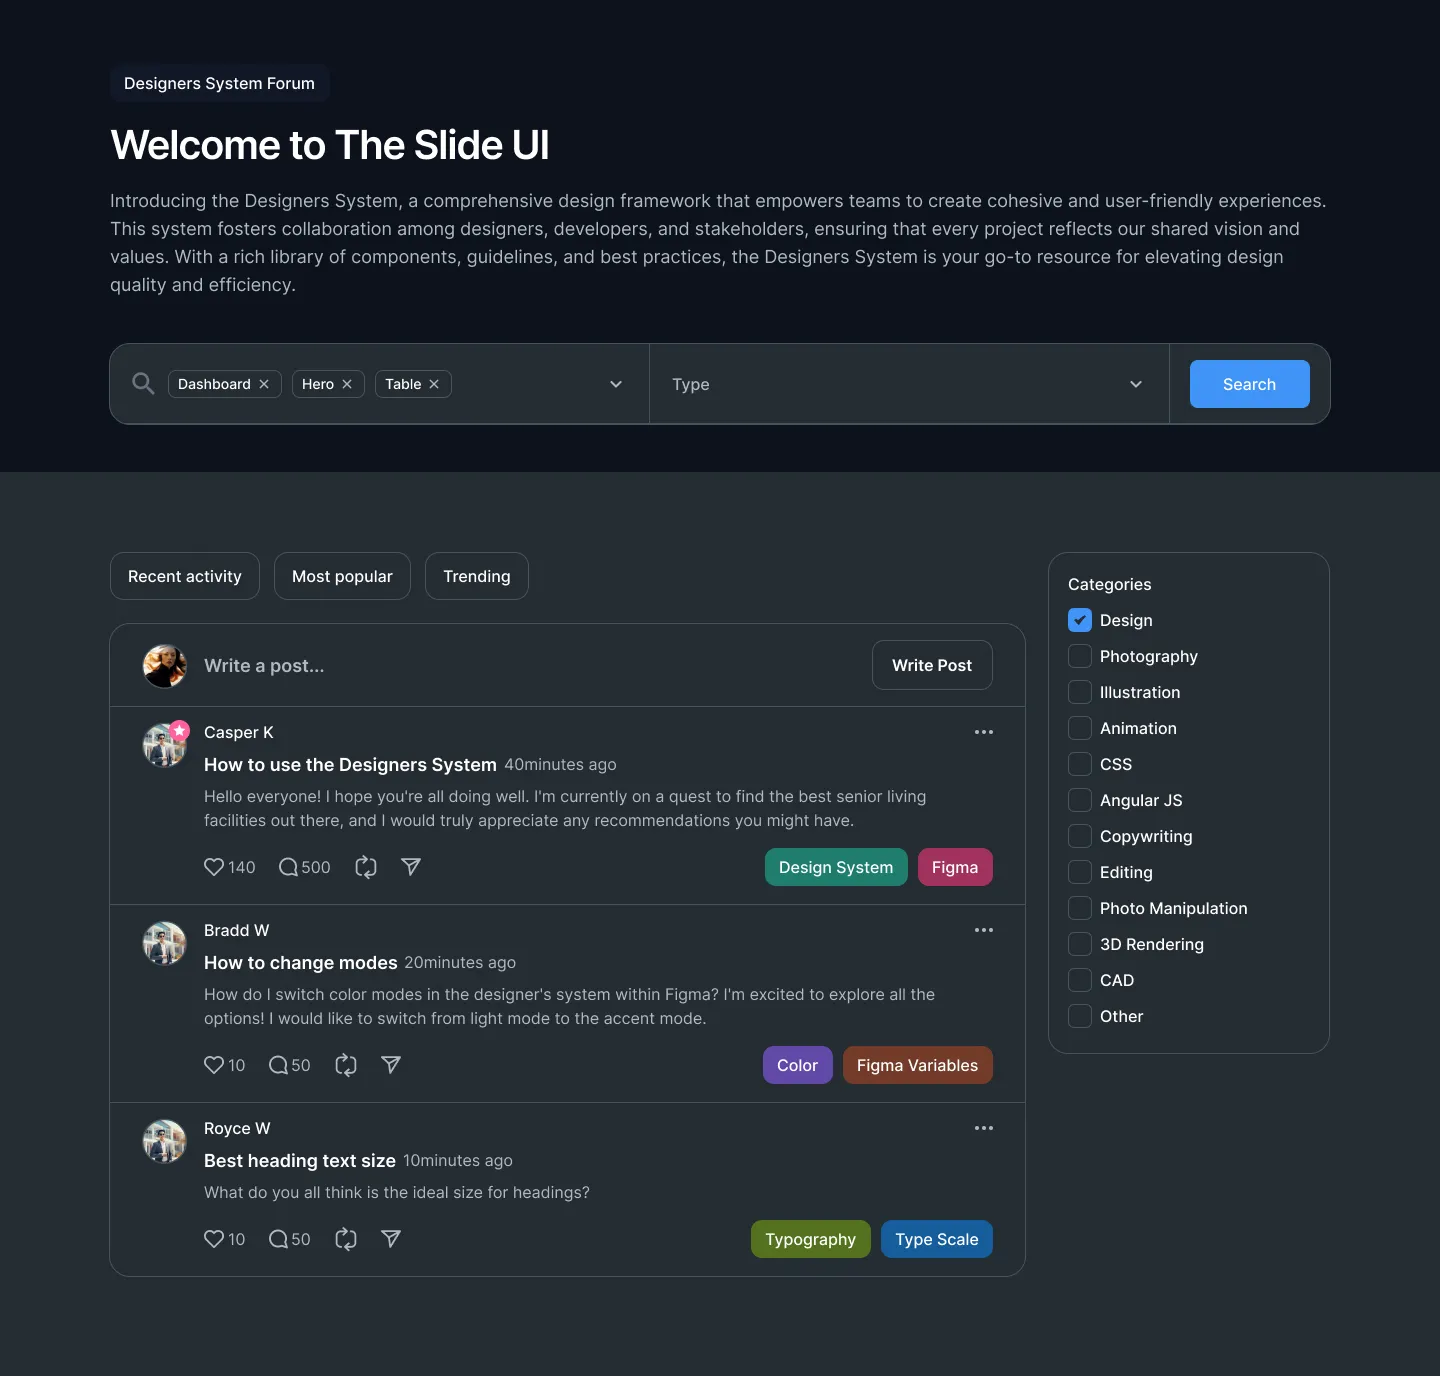 Designers System Forum
Welcome to The Slide UI
Introducing the Designers System, a comprehensive design framework that empowers teams to create cohesive and user-friendly experiences.
This system fosters collaboration among designers, developers, and stakeholders, ensuring that every project reflects our shared vision and
values. With a rich library of components, guidelines, and best practices, the Designers System is your go-to resource for elevating design
quality and efficiency.
Dashboard
Hero
Table
Type
Search
Recent activity
Most popular
Trending
Write a post...
Write Post
Casper K
How to use the Designers System 40minutes ago
Hello everyone! I hope you're all doing well. I'm currently on a quest to find the best senior living
facilities out there, and I would truly appreciate any recommendations you might have.
140
500
Design System
Figma
Bradd W
How to change modes 20minutes ago
How do I switch color modes in the designer's system within Figma? I'm excited to explore all the
options! I would like to switch from light mode to the accent mode.
10
50
Color
Figma Variables
Royce W
Best heading text size 10minutes ago
What do you all think is the ideal size for headings?
10
50
Typography
Type Scale
Categories
Design
Photography
Illustration
Animation
CSS
Angular JS
Copywriting
Editing
Photo Manipulation
3D Rendering
CAD
Other